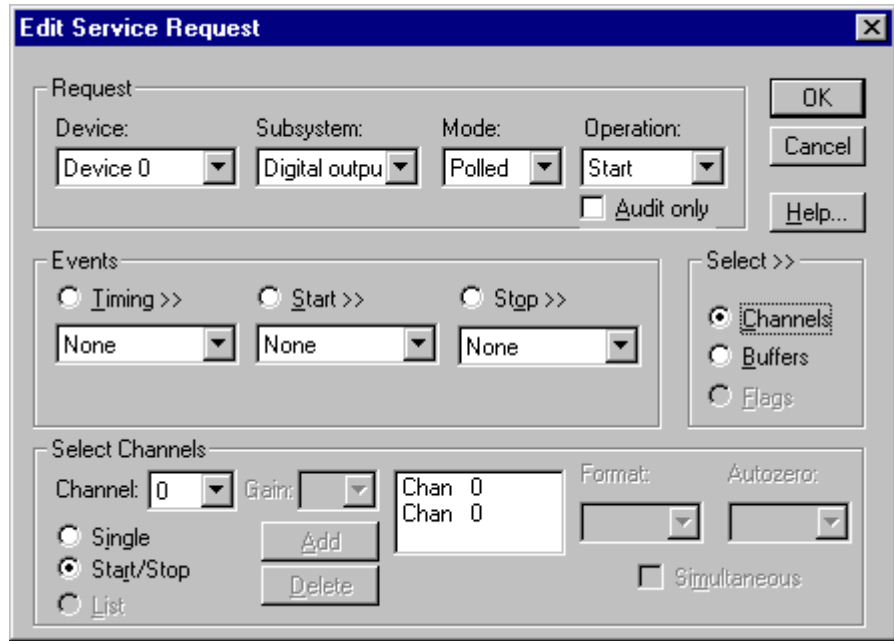 Edit Service Request
Request
OK
Device: Subsystem: Mode: Operation:
Device 0 Digital outpu Polled Start
Cancel
Audit only
Help...
Events
Select >>
Timing >> Start >> Stop >>
None None None
Channels
Buffers
Flags
Select Channels
Channel: 0 Gain: Chan 0 Format: Autozero:
Chan 0
Single Add
Start/Stop
Delete Simultaneous
List